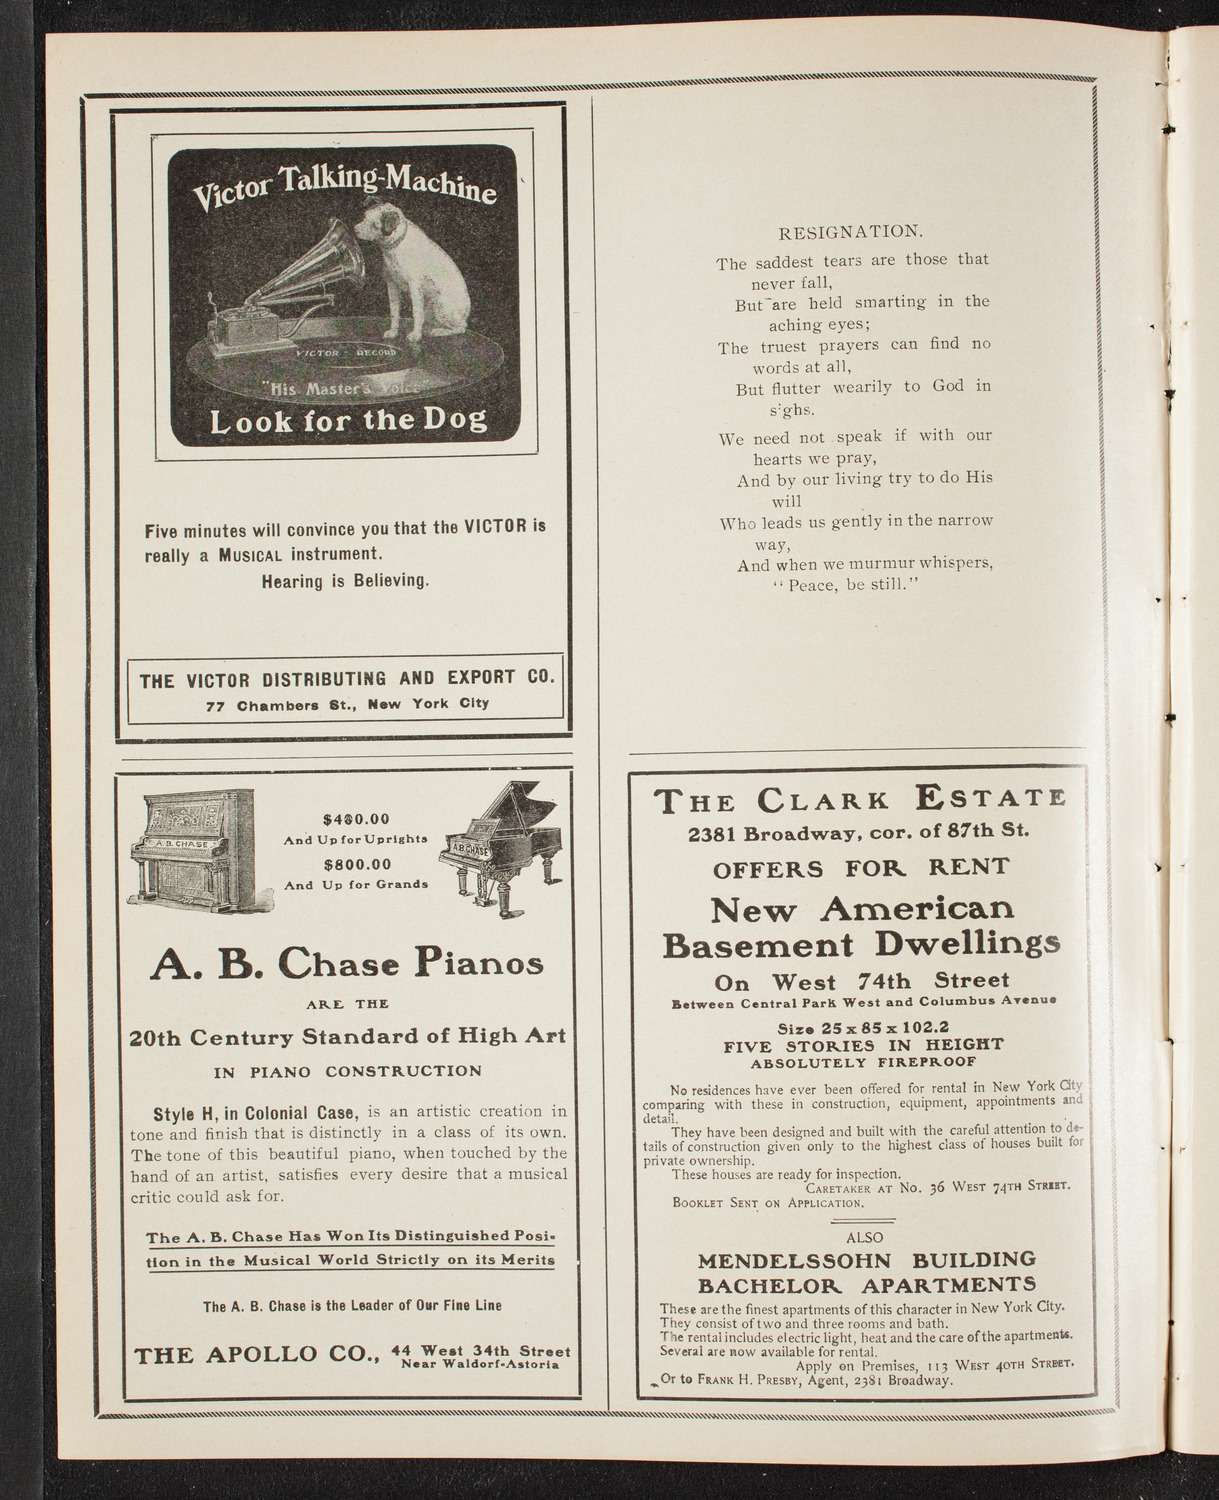 Victor Talking-Machine
VICTOR RECORD
"His Master's Voice"
Look for the Dog
Five minutes will convince you that the VICTOR is
really a MUSICAL instrument.
Hearing is Believing.
THE VICTOR DISTRIBUTING AND EXPORT CO.
77 Chambers St., New York City
A. B. CHASE
$400.00
And Up for Uprights
$800.00
And Up for Grands
A.B.CHASE
A. B. Chase Pianos
ARE THE
20th Century Standard of High Art
IN PIANO CONSTRUCTION
Style H, in Colonial Case, is an artistic creation in
tone and finish that is distinctly in a class of its own.
The tone of this beautiful piano, when touched by the
hand of an artist, satisfies every desire that a musical
critic could ask for.
The A. B. Chase Has Won Its Distinguished Posi-
tion in the Musical World Strictly on its Merits
The A. B. Chase is the Leader of Our Fine Line
THE APOLLO CO., 44 West 34th Street
Near Waldorf-Astoria
RESIGNATION.
The saddest tears are those that
never fall,
But are held smarting in the
aching eyes;
The truest prayers can find no
words at all,
But flutter wearily to God in
sighs.
We need not speak if with our
hearts we pray,
And by our living try to do His
will
Who leads us gently in the narrow
way,
And when we murmur whispers,
"Peace, be still."
THE CLARK ESTATE
2381 Broadway, cor. of 87th St.
OFFERS FOR RENT
New American
Basement Dwellings
On West 74th Street
Between Central Park West and Columbus Avenue
Size 25 x 85 x 102.2
FIVE STORIES IN HEIGHT
ABSOLUTELY FIREPROOF
No residences have ever been offered for rental in New York City
comparing with these in construction, equipment, appointments and
detail.
They have been designed and built with the careful attention to de-
tails of construction given only to the highest class of houses built for
private ownership.
These houses are ready for inspection.
CARETAKER AT No. 36 WEST 74TH STREET.
BOOKLET SENT ON APPLICATION.
ALSO
MENDELSSOHN BUILDING
BACHELOR APARTMENTS
These are the finest apartments of this character in New York City.
They consist of two and three rooms and bath.
The rental includes electric light, heat and the care of the apartments.
Several are now available for rental.
Apply on Premises, 113 WEST 40TH STREET.
Or to FRANK H. PRESBY, Agent, 2381 Broadway.